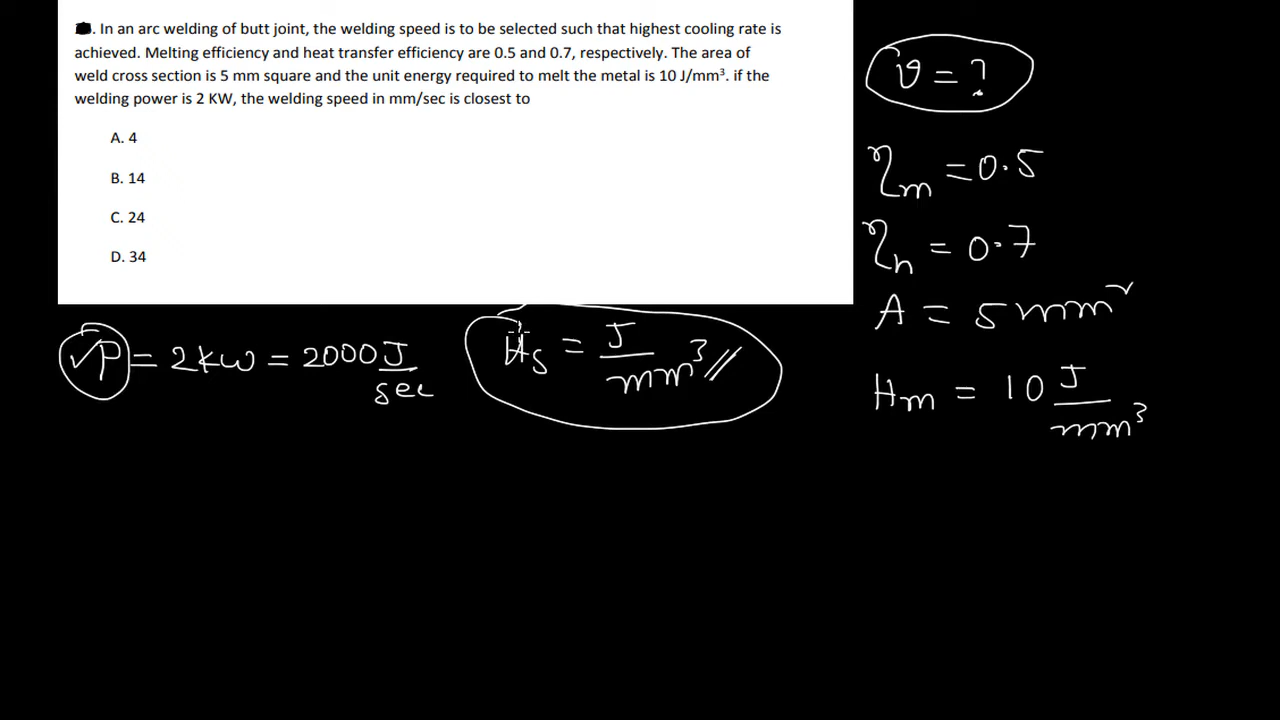 . In an arc welding of butt joint, the welding speed is to be selected such that highest cooling rate is
achieved. Melting efficiency and heat transfer efficiency are 0.5 and 0.7, respectively. The area of
weld cross section is 5 mm square and the unit energy required to melt the metal is 10 J/mm³. if the
welding power is 2 KW, the welding speed in mm/sec is closest to
A. 4
B. 14
C. 24
D. 34
√P = 2kW = 2000 J/sec
Hs = J/mm³ //
ϑ = ?
ηm = 0.5
ηh = 0.7
A = 5 mm²
Hm = 10 J/mm³